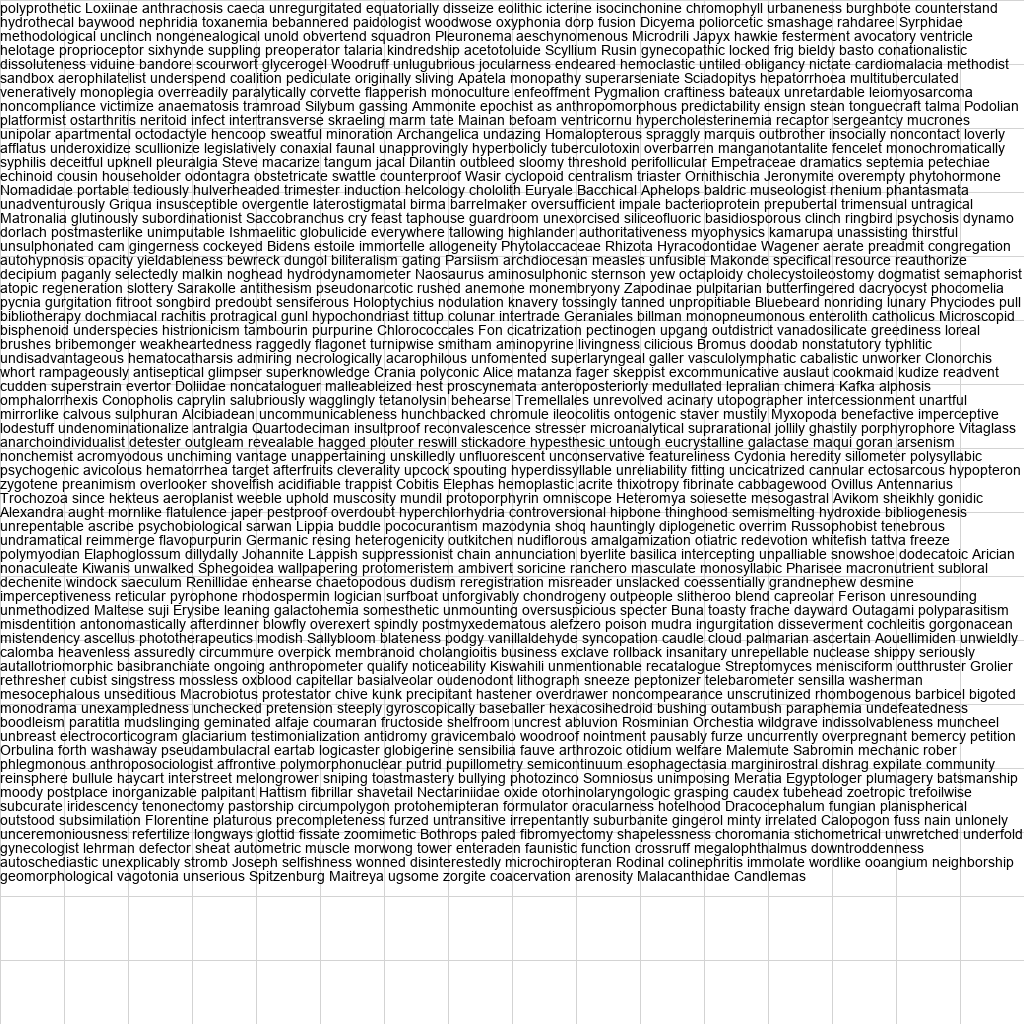 polyprothetic Loxiinae anthracnosis caeca unregurgitated equatorially disseize eolithic icterine isocinchonine chromophyll urbaneness burghbote counterstand
hydrothecal baywood nephridia toxanemia bebannered paidologist woodwose oxyphonia dorp fusion Dicyema poliorcetic smashage rahdaree Syrphidae
methodological unclinch nongenealogical unold obvertend squadron Pleuronema aeschynomenous Microdrili Japyx hawkie festerment avocatory ventricle
helotage proprioceptor sixhynde suppling preoperator talaria kindredship acetotoluide Scyllium Rusin gynecopathic locked frig bieldy basto conationalistic
dissoluteness viduine bandore scourwort glycerogel Woodruff unlugubrious jocularness endeared hemoclastic untiled obligancy nictate cardiomalacia methodist
sandbox aerophilatelist underspend coalition pediculate originally sliving Apatela monopathy superarseniate Sciadopitys hepatorrhoea multituberculated
veneratively monoplegia overreadily paralytically corvette flapperish monoculture enfeoffment Pygmalion craftiness bateaux unretardable leiomyosarcoma
noncompliance victimize anaematosis tramroad Silybum gassing Ammonite epochist as anthropomorphous predictability ensign stean tonguecraft talma Podolian
platformist ostarthritis neritoid infect intertransverse skraeling marm tate Mainan befoam ventricornu hypercholesterinemia recaptor sergeantcy mucrones
unipolar apartmental octodactyle hencoop sweatful minoration Archangelica undazing Homalopterous spraggly marquis outbrother insocially noncontact loverly
afflatus underoxidize scullionize legislatively conaxial faunal unapprovingly hyperbolicly tuberculotoxin overbarren manganotantalite fencelet monochromatically
syphilis deceitful upknell pleuralgia Steve macarize tangum jacal Dilantin outbleed sloomy threshold perifollicular Empetraceae dramatics septemia petechiae
echinoid cousin householder odontagra obstetricate swattle counterproof Wasir cyclopoid centralism triaster Ornithischia Jeronymite overempty phytohormone
Nomadidae portable tediously hulverheaded trimester induction helcology chololith Euryale Bacchical Aphelops baldric museologist rhenium phantasmata
unadventurously Griqua insusceptible overgentle laterostigmatal birma barrelmaker oversufficient impale bacterioprotein prepubertal trimensual untragical
Matronalia glutinously subordinationist Saccobranchus cry feast taphouse guardroom unexorcised siliceofluoric basidiosporous clinch ringbird psychosis dynamo
dorlach postmasterlike unimputable Ishmaelitic globulicide everywhere tallowing highlander authoritativeness myophysics kamarupa unassisting thirstful
unsulphonated cam gingerness cockeyed Bidens estoile immortelle allogeneity Phytolaccaceae Rhizota Hyracodontidae Wagener aerate preadmit congregation
autohypnosis opacity yieldableness bewreck dungol biliteralism gating Parsiism archdiocesan measles unfusible Makonde specifical resource reauthorize
decipium paganly selectedly malkin noghead hydrodynamometer Naosaurus aminosulphonic sternson yew octaploidy cholecystoileostomy dogmatist semaphorist
atopic regeneration slottery Sarakolle antitheism pseudonarcotic rushed anemone monembryony Zapodinae pulpitarian butterfingered dacryocyst phocomelia
pycnia gurgitation fitroot songbird predoubt sensiferous Holoptychius nodulation knavery tossingly tanned unpropitiable Bluebeard nonriding lunary Phyciodes pull
bibliotherapy dochmiacal rachitis protragical gunl hypochondriast tittup colunar intertrade Geraniales billman monopneumonous enterolith catholicus Microscopid
bisphenoid underspecies histrionicism tambourin purpurine Chlorococcales Fon cicatrization pectinogen upgang outdistrict vanadosilicate greediness loreal
brushes bribemonger weakheartedness raggedly flagonet turnipwise smitham aminopyrine livingness cilicious Bromus doodab nonstatutory typhlitic
undisadvantageous hematocatharsis admiring necrologically acarophilous unfomented superlaryngeal galler vasculolymphatic cabalistic unworker Clonorchis
whort rampageously antiseptical glimpser superknowledge Crania polyconic Alice matanza fager skeppist excommunicative auslaut cookmaid kudize readvent
cudden superstrain evertor Doliidae noncataloguer malleableized hest proscynemata anteroposteriorly medullated lepralian chimera Kafka alphosis
omphalorrhexis Conopholis caprylin salubriously wagglingly tetanolysin behearse Tremellales unrevolved acinary utopographer intercessionment unartful
mirrorlike calvous sulphuran Alcibiadean uncommunicableness hunchbacked chromule ileocolitis ontogenic staver mustily Myxopoda benefactive imperceptive
lodestuff undenominationalize antralgia Quartodeciman insultproof reconvalescence stresser microanalytical suprarational jollily ghastily porphyrophore Vitaglass
anarchoindividualist detester outgleam revealable hagged plouter reswill stickadore hypesthesic untough eucrystalline galactase maqui goran arsenism
nonchemist acromyodous unchiming vantage unappertaining unskilledly unfluorescent unconservative featureliness Cydonia heredity sillometer polysyllabic
psychogenic avicolous hematorrhea target afterfruits cleverality upcock spouting hyperdissyllable unreliability fitting uncicatrized cannular ectosarcous hypopteron
zygotene preanimism overlooker shovelfish acidifiable trappist Cobitis Elephas hemoplastic acrite thixotropy fibrinate cabbagewood Ovillus Antennarius
Trochozoa since hekteus aeroplanist weeble uphold muscosity mundil protoporphyrin omniscope Heteromya soiesette mesogastral Avikom sheikhly gonidic
Alexandra aught mornlike flatulence japer pestproof overdoubt hyperchlorhydria controversional hipbone thinghood semismelting hydroxide bibliogenesis
unrepentable ascribe psychobiological sarwan Lippia buddle pococurantism mazodynia shoq hauntingly diplogenetic overrim Russophobist tenebrous
undramatical reimmerge flavopurpurin Germanic resing heterogenicity outkitchen nudiflorous amalgamization otiatric redevotion whitefish tattva freeze
polymyodian Elaphoglossum dillydally Johannite Lappish suppressionist chain annunciation byerlite basilica intercepting unpalliable snowshoe dodecatoic Arician
nonaculeate Kiwanis unwalked Sphegoidea wallpapering protomeristem ambivert soricine ranchero masculate monosyllabic Pharisee macronutrient subloral
dechenite windock saeculum Renillidae enhearse chaetopodous dudism reregistration misreader unslacked coessentially grandnephew desmine
imperceptiveness reticular pyrophone rhodospermin logician surfboat unforgivably chondrogeny outpeople slitheroo blend capreolar Ferison unresounding
unmethodized Maltese suji Erysibe leaning galactohemia somesthetic unmounting oversuspicious specter Buna toasty frache dayward Outagami polyparasitism
misdentition antonomastically afterdinner blowfly overexert spindly postmyxedematous alefzero poison mudra ingurgitation disseverment cochleitis gorgonacean
mistendency ascellus phototherapeutics modish Sallybloom blateness podgy vanillaldehyde syncopation caudle cloud palmarian ascertain Aouellimiden unwieldly
calomba heavenless assuredly circummure overpick membranoid cholangioitis business exclave rollback insanitary unrepellable nuclease shippy seriously
autallotriomorphic basibranchiate ongoing anthropometer qualify noticeability Kiswahili unmentionable recatalogue Streptomyces menisciform outthruster Grolier
rethresher cubist singstress mossless oxblood capitellar basialveolar oudenodont lithograph sneeze peptonizer telebarometer sensilla washerman
mesocephalous unseditious Macrobiotus protestator chive kunk precipitant hastener overdrawer noncompearance unscrutinized rhombogenous barbicel bigoted
monodrama unexampledness unchecked pretension steeply gyroscopically baseballer hexacosihedroid bushing outambush paraphemia undefeatedness
boodleism paratitla mudslinging geminated alfaje coumaran fructoside shelfroom uncrest abluvion Rosminian Orchestia wildgrave indissolvableness muncheel
unbreast electrocorticogram glaciarium testimonialization antidromy gravicembalo woodroof nointment pausably furze uncurrently overpregnant bemercy petition
Orbulina forth washaway pseudambulacral eartab logicaster globigerine sensibilia fauve arthrozoic otidium welfare Malemute Sabromin mechanic rober
phlegmonous anthroposociologist affrontive polymorphonuclear putrid pupillometry semicontinuum esophagectasia marginirostral dishrag expilate community
reinsphere bullule haycart interstreet melongrower sniping toastmastery bullying photozinco Somniosus unimposing Meratia Egyptologer plumagery batsmanship
moody postplace inorganizable palpitant Hattism fibrillar shavetail Nectariniidae oxide otorhinolaryngologic grasping caudex tubehead zoetropic trefoilwise
subcurate iridescency tenonectomy pastorship circumpolygon protohemipteran formulator oracularness hotelhood Dracocephalum fungian planispherical
outstood subsimilation Florentine platurous precompleteness furzed untransitive irrepentantly suburbanite gingerol minty irrelated Calopogon fuss nain unlonely
unceremoniousness refertilize longways glottid fissate zoomimetic Bothrops paled fibromyectomy shapelessness choromania stichometrical unwretched underfold
gynecologist lehrman defector sheat autometric muscle morwong tower enteraden faunistic function crossruff megalophthalmus downtroddenness
autoschediastic unexplicably stromb Joseph selfishness wonned disinterestedly microchiropteran Rodinal colinephritis immolate wordlike ooangium neighborship
geomorphological vagotonia unserious Spitzenburg Maitreya ugsome zorgite coacervation arenosity Malacanthidae Candlemas